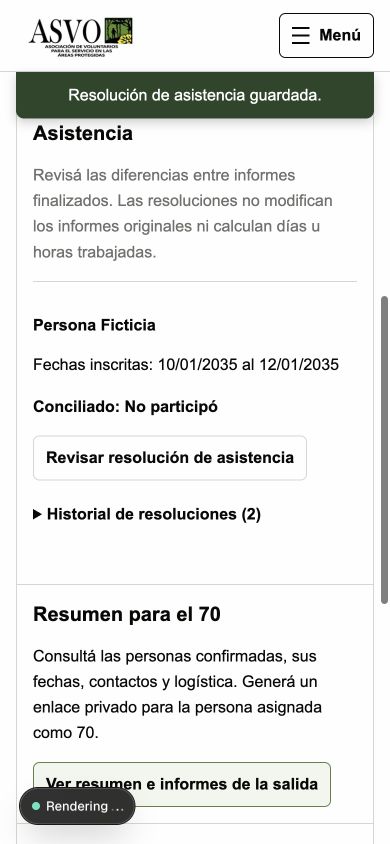 ASVO
ASOCIACIÓN DE VOLUNTARIOS
PARA EL SERVICIO EN LAS
ÁREAS PROTEGIDAS
Menú
Resolución de asistencia guardada.
Asistencia
Revisá las diferencias entre informes
finalizados. Las resoluciones no modifican
los informes originales ni calculan días u
horas trabajadas.
Persona Ficticia
Fechas inscritas: 10/01/2035 al 12/01/2035
Conciliado: No participó
Revisar resolución de asistencia
Historial de resoluciones (2)
Resumen para el 70
Consultá las personas confirmadas, sus
fechas, contactos y logística. Generá un
enlace privado para la persona asignada
como 70.
Ver resumen e informes de la salida
Rendering ...